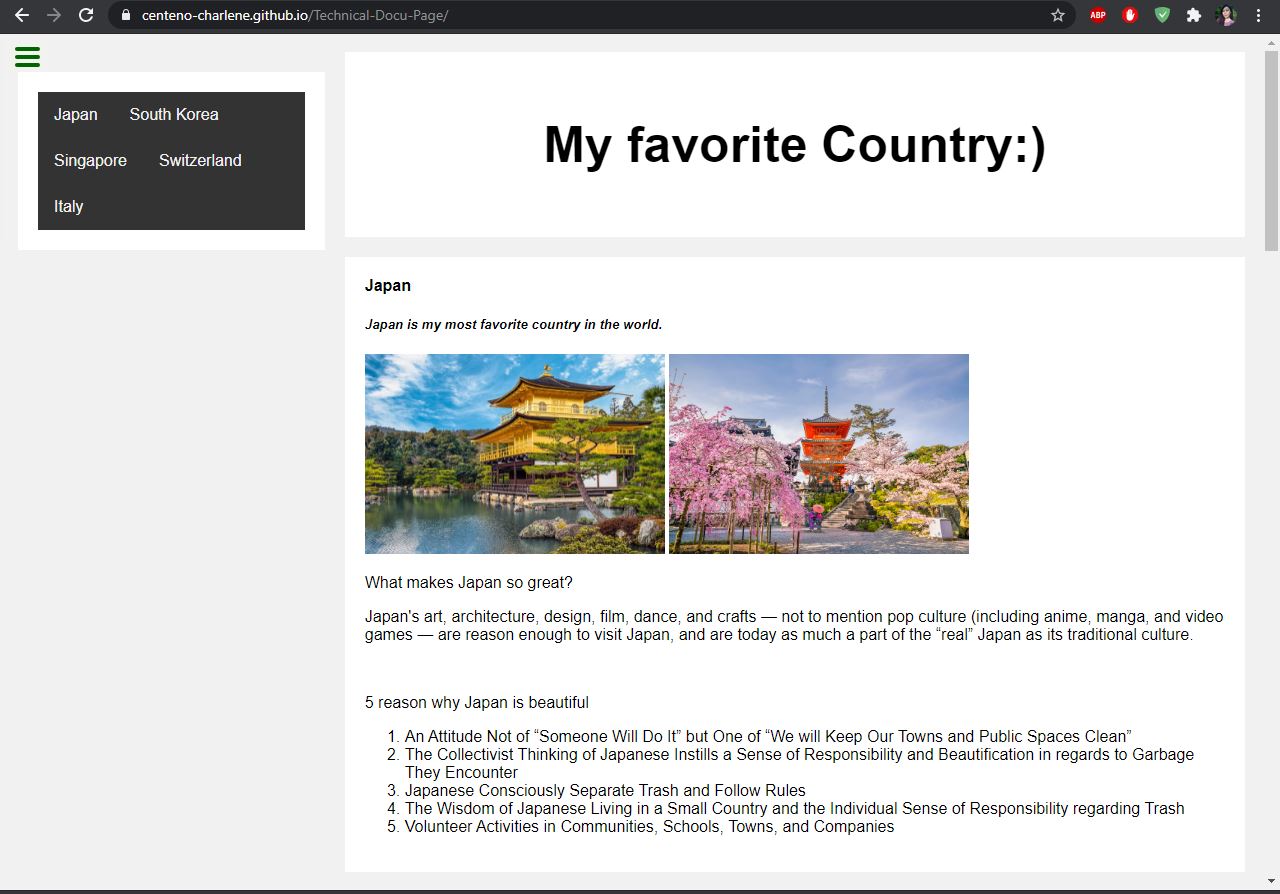 centeno-charlene.github.io/Technical-Docu-Page/
ABP
Japan South Korea
Singapore Switzerland
Italy
My favorite Country:)
Japan
Japan is my most favorite country in the world.
What makes Japan so great?
Japan's art, architecture, design, film, dance, and crafts — not to mention pop culture (including anime, manga, and video
games — are reason enough to visit Japan, and are today as much a part of the “real” Japan as its traditional culture.
5 reason why Japan is beautiful
1. An Attitude Not of “Someone Will Do It” but One of “We will Keep Our Towns and Public Spaces Clean”
2. The Collectivist Thinking of Japanese Instills a Sense of Responsibility and Beautification in regards to Garbage
They Encounter
3. Japanese Consciously Separate Trash and Follow Rules
4. The Wisdom of Japanese Living in a Small Country and the Individual Sense of Responsibility regarding Trash
5. Volunteer Activities in Communities, Schools, Towns, and Companies